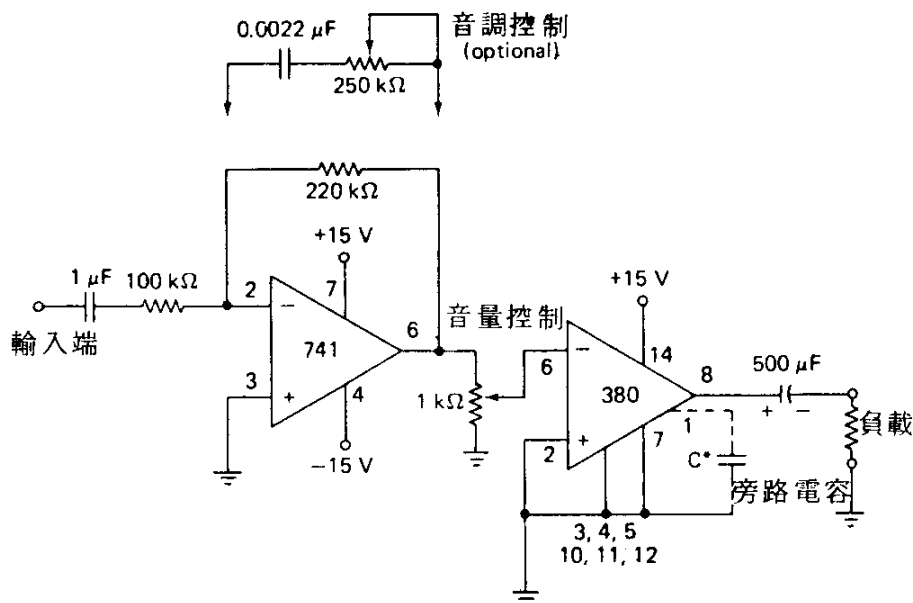 0.0022 μF
音調控制
(optional)
250 kΩ
220 kΩ
+15 V
1 μF
100 kΩ
2
−
7
輸入端
741
6
音量控制
3
+
4
−15 V
1 kΩ
+15 V
−
6
14
380
8
500 μF
+
−
+
2
7
1
C*
負載
旁路電容
3, 4, 5
10, 11, 12